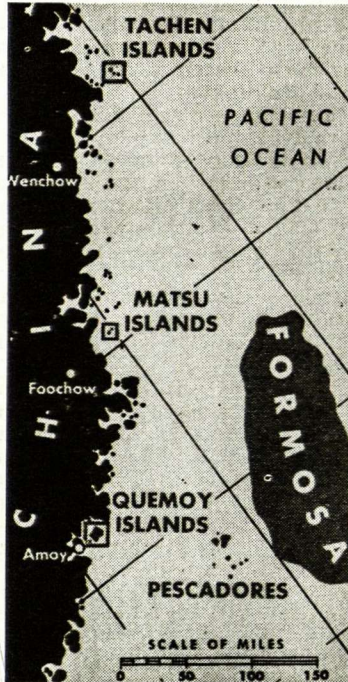 TACHEN
ISLANDS
PACIFIC
OCEAN
Wenchow
MATSU
ISLANDS
FORMOSA
Foochow
CHINA
QUEMOY
ISLANDS
Amoy
PESCADORES
SCALE OF MILES
0 50 100 150